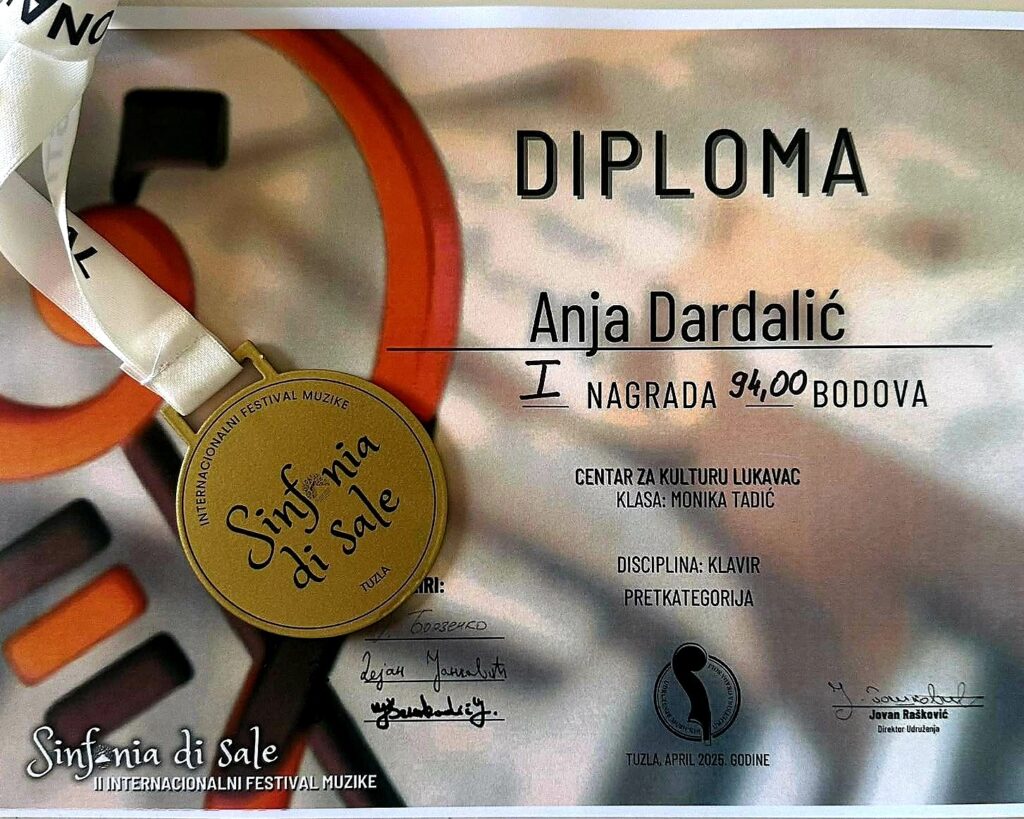 DIPLOMA
Anja Dardalić
I NAGRADA 94,00 BODOVA
CENTAR ZA KULTURU LUKAVAC
KLASA: MONIKA TADIĆ
DISCIPLINA: KLAVIR
PRETKATEGORIJA
INTERNACIONALNI FESTIVAL MUZIKE
Sinfonia
di sale
TUZLA
IRI:
Jovan Rašković
Direktor Udruženja
TUZLA, APRIL 2025. GODINE
Sinfonia di sale
II INTERNACIONALNI FESTIVAL MUZIKE